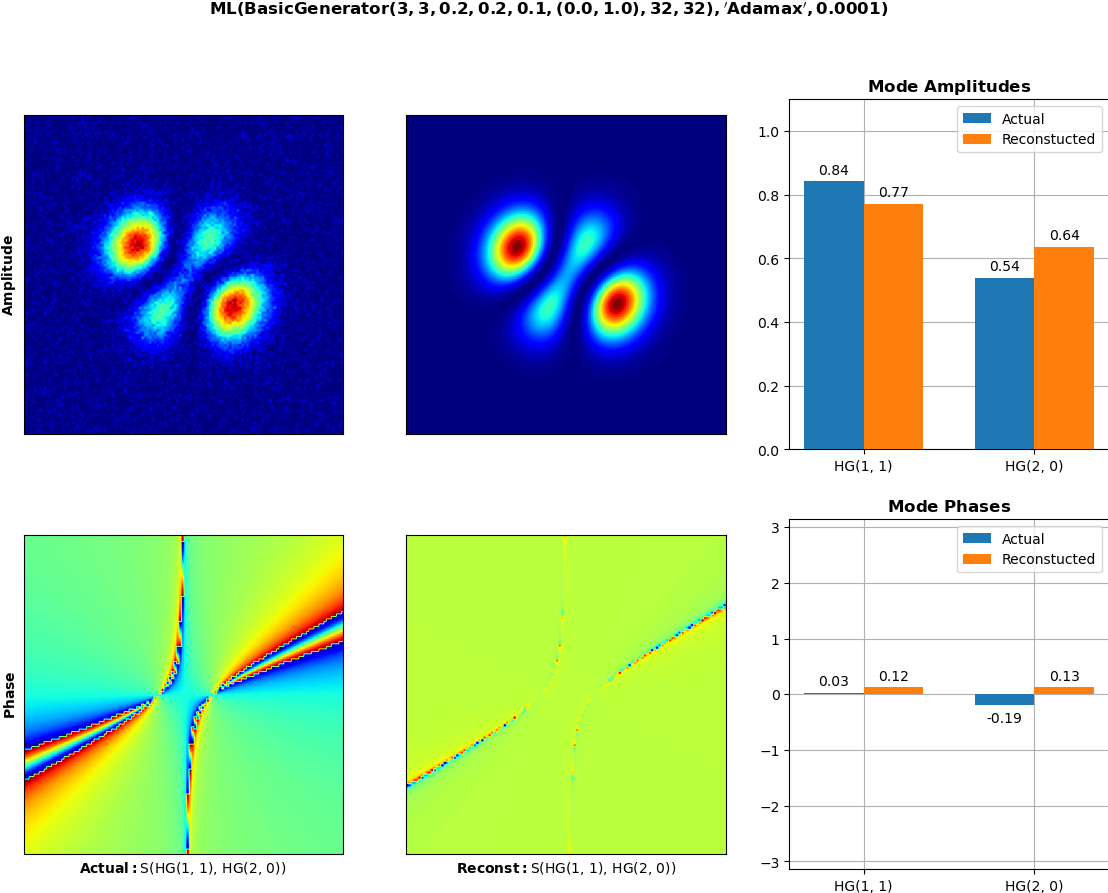 ML(BasicGenerator(3, 3, 0.2, 0.2, 0.1, (0.0, 1.0), 32, 32), ′Adamax′, 0.0001)
Amplitude
Mode Amplitudes
Actual
Reconstucted
1.0
0.8
0.6
0.4
0.2
0.0
0.84
0.77
0.54
0.64
HG(1, 1)
HG(2, 0)
Phase
Actual: S(HG(1, 1), HG(2, 0))
Reconst: S(HG(1, 1), HG(2, 0))
Mode Phases
Actual
Reconstucted
3
2
1
0
−1
−2
−3
0.03
0.12
-0.19
0.13
HG(1, 1)
HG(2, 0)